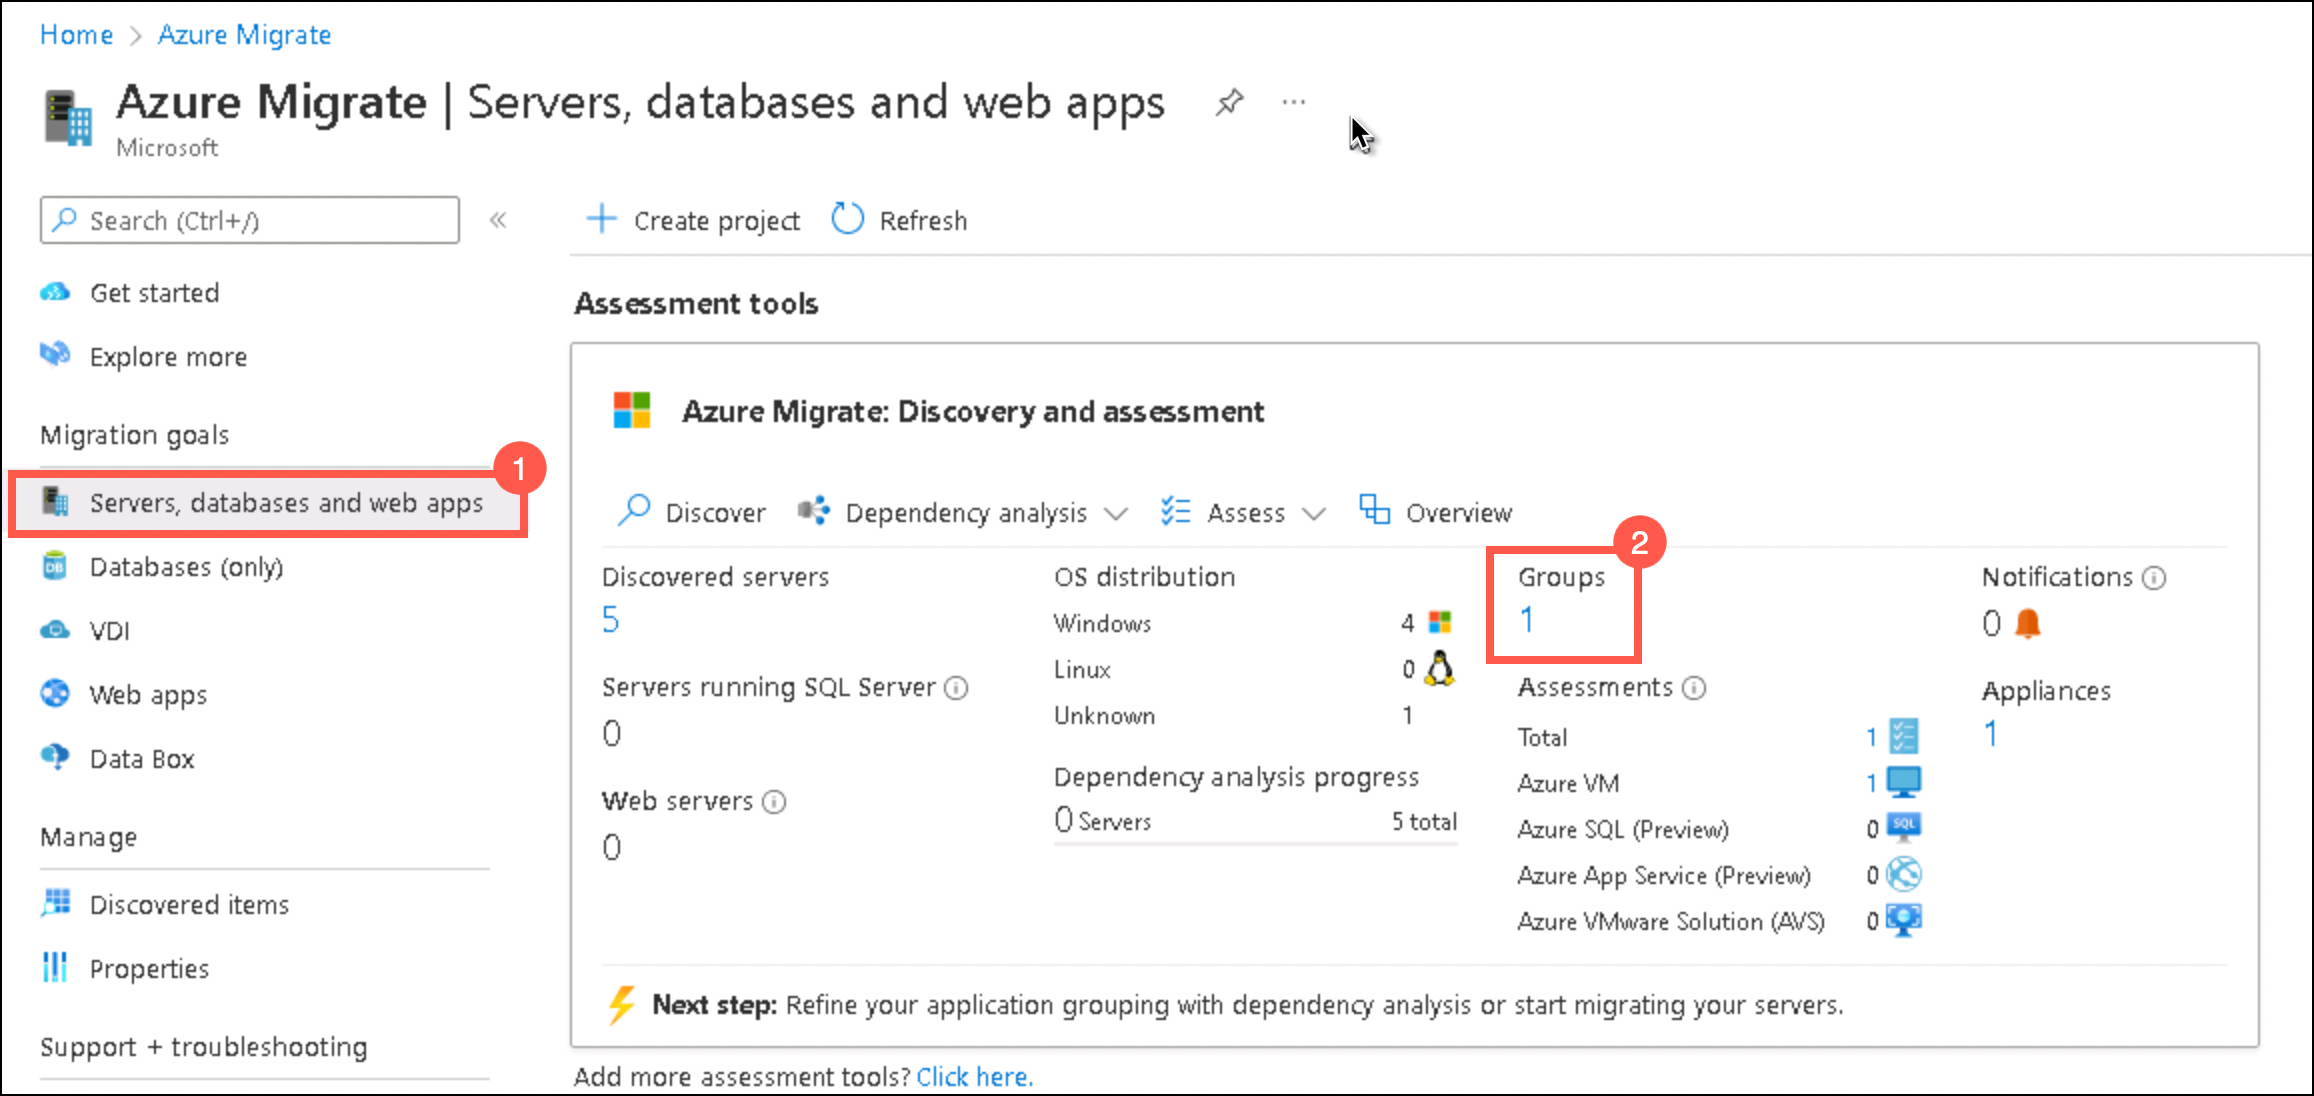 Home > Azure Migrate
Azure Migrate | Servers, databases and web apps
Microsoft
Search (Ctrl+/)
«
Get started
Explore more
Migration goals
1
Servers, databases and web apps
Databases (only)
VDI
Web apps
Data Box
Manage
Discovered items
Properties
Support + troubleshooting
Create project
Refresh
Assessment tools
Azure Migrate: Discovery and assessment
Discover
Dependency analysis
Assess
Overview
Discovered servers
5
Servers running SQL Server
0
Web servers
0
OS distribution
Windows 4
Linux 0
Unknown 1
Dependency analysis progress
0 Servers 5 total
2
Groups
1
Assessments
Total 1
Azure VM 1
Azure SQL (Preview) 0 SQL
Azure App Service (Preview) 0
Azure VMware Solution (AVS) 0
Notifications
0
Appliances
1
Next step: Refine your application grouping with dependency analysis or start migrating your servers.
Add more assessment tools? Click here.